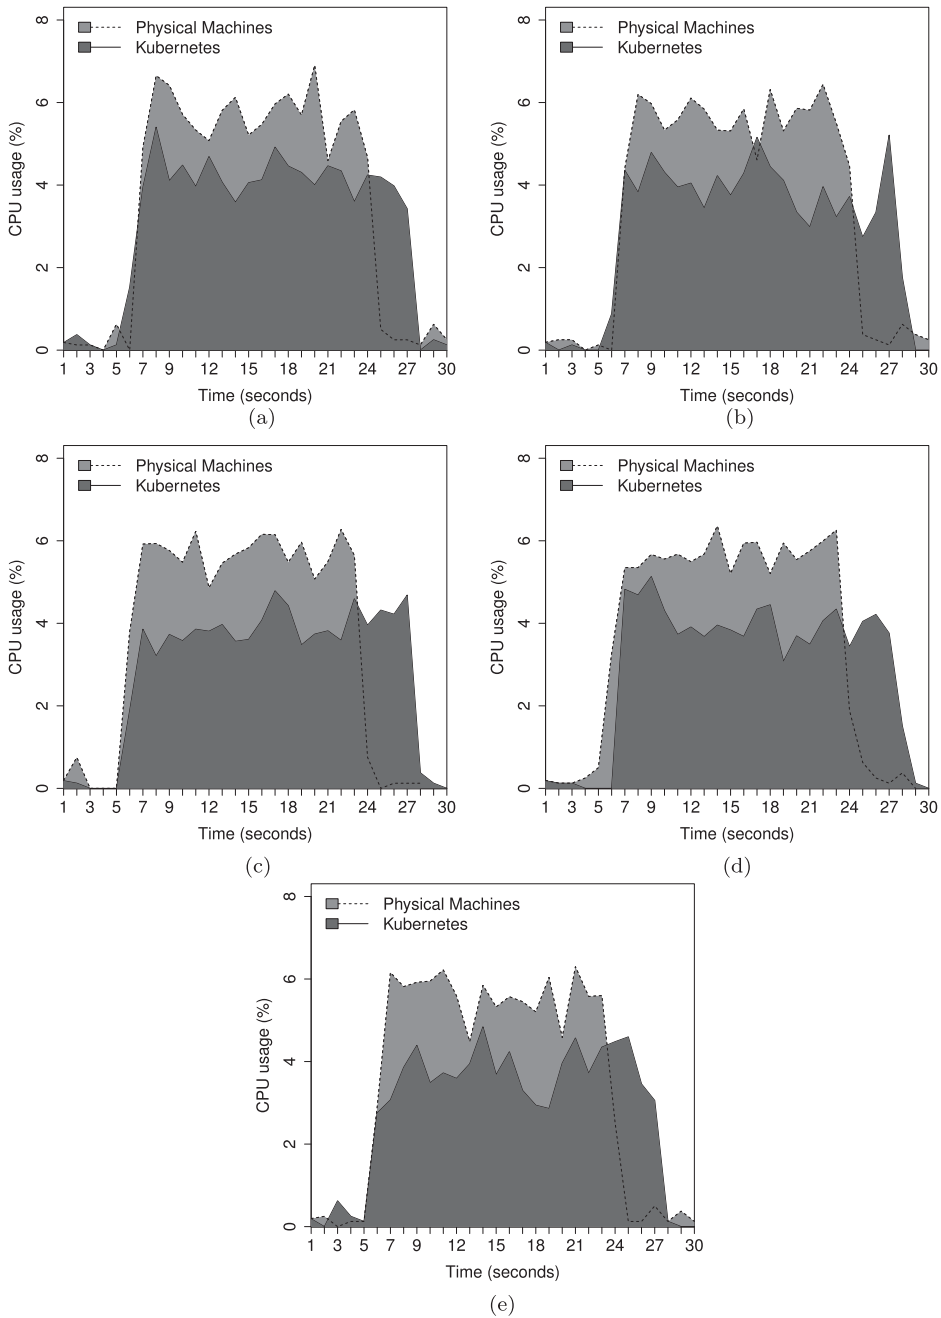 Physical Machines
Kubernetes
CPU usage (%)
8
6
4
2
0
1 3 5 7 9 12 15 18 21 24 27 30
Time (seconds)
(a)
Physical Machines
Kubernetes
CPU usage (%)
8
6
4
2
0
1 3 5 7 9 12 15 18 21 24 27 30
Time (seconds)
(b)
Physical Machines
Kubernetes
CPU usage (%)
8
6
4
2
0
1 3 5 7 9 12 15 18 21 24 27 30
Time (seconds)
(c)
Physical Machines
Kubernetes
CPU usage (%)
8
6
4
2
0
1 3 5 7 9 12 15 18 21 24 27 30
Time (seconds)
(d)
Physical Machines
Kubernetes
CPU usage (%)
8
6
4
2
0
1 3 5 7 9 12 15 18 21 24 27 30
Time (seconds)
(e)